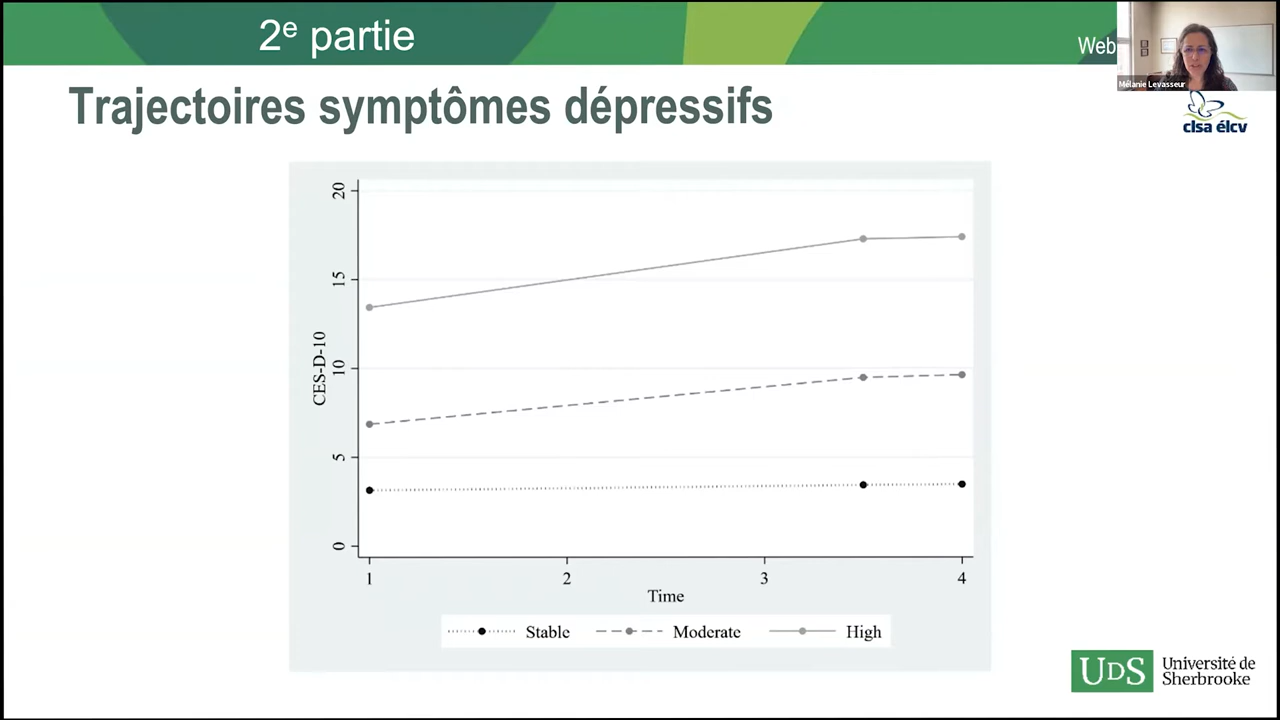 2e partie
Web
Mélanie Levasseur
Trajectoires symptômes dépressifs
clsa élcv
20
15
10
5
0
CES-D-10
1 2 3 4
Time
Stable Moderate High
UdS Université de
Sherbrooke